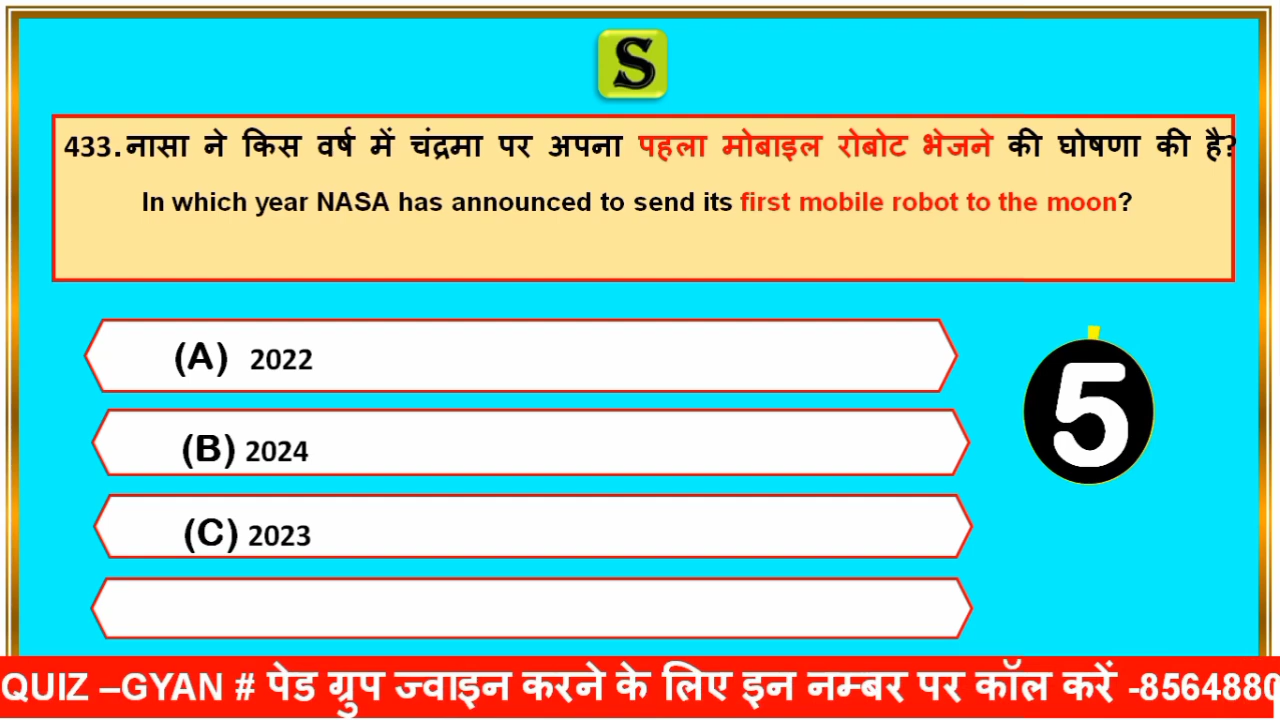 S
433.नासा ने किस वर्ष में चंद्रमा पर अपना पहला मोबाइल रोबोट भेजने की घोषणा की है?
In which year NASA has announced to send its first mobile robot to the moon?
(A) 2022
5
(B) 2024
(C) 2023
QUIZ –GYAN # पेड ग्रुप ज्वाइन करने के लिए इन नम्बर पर कॉल करें -8564880